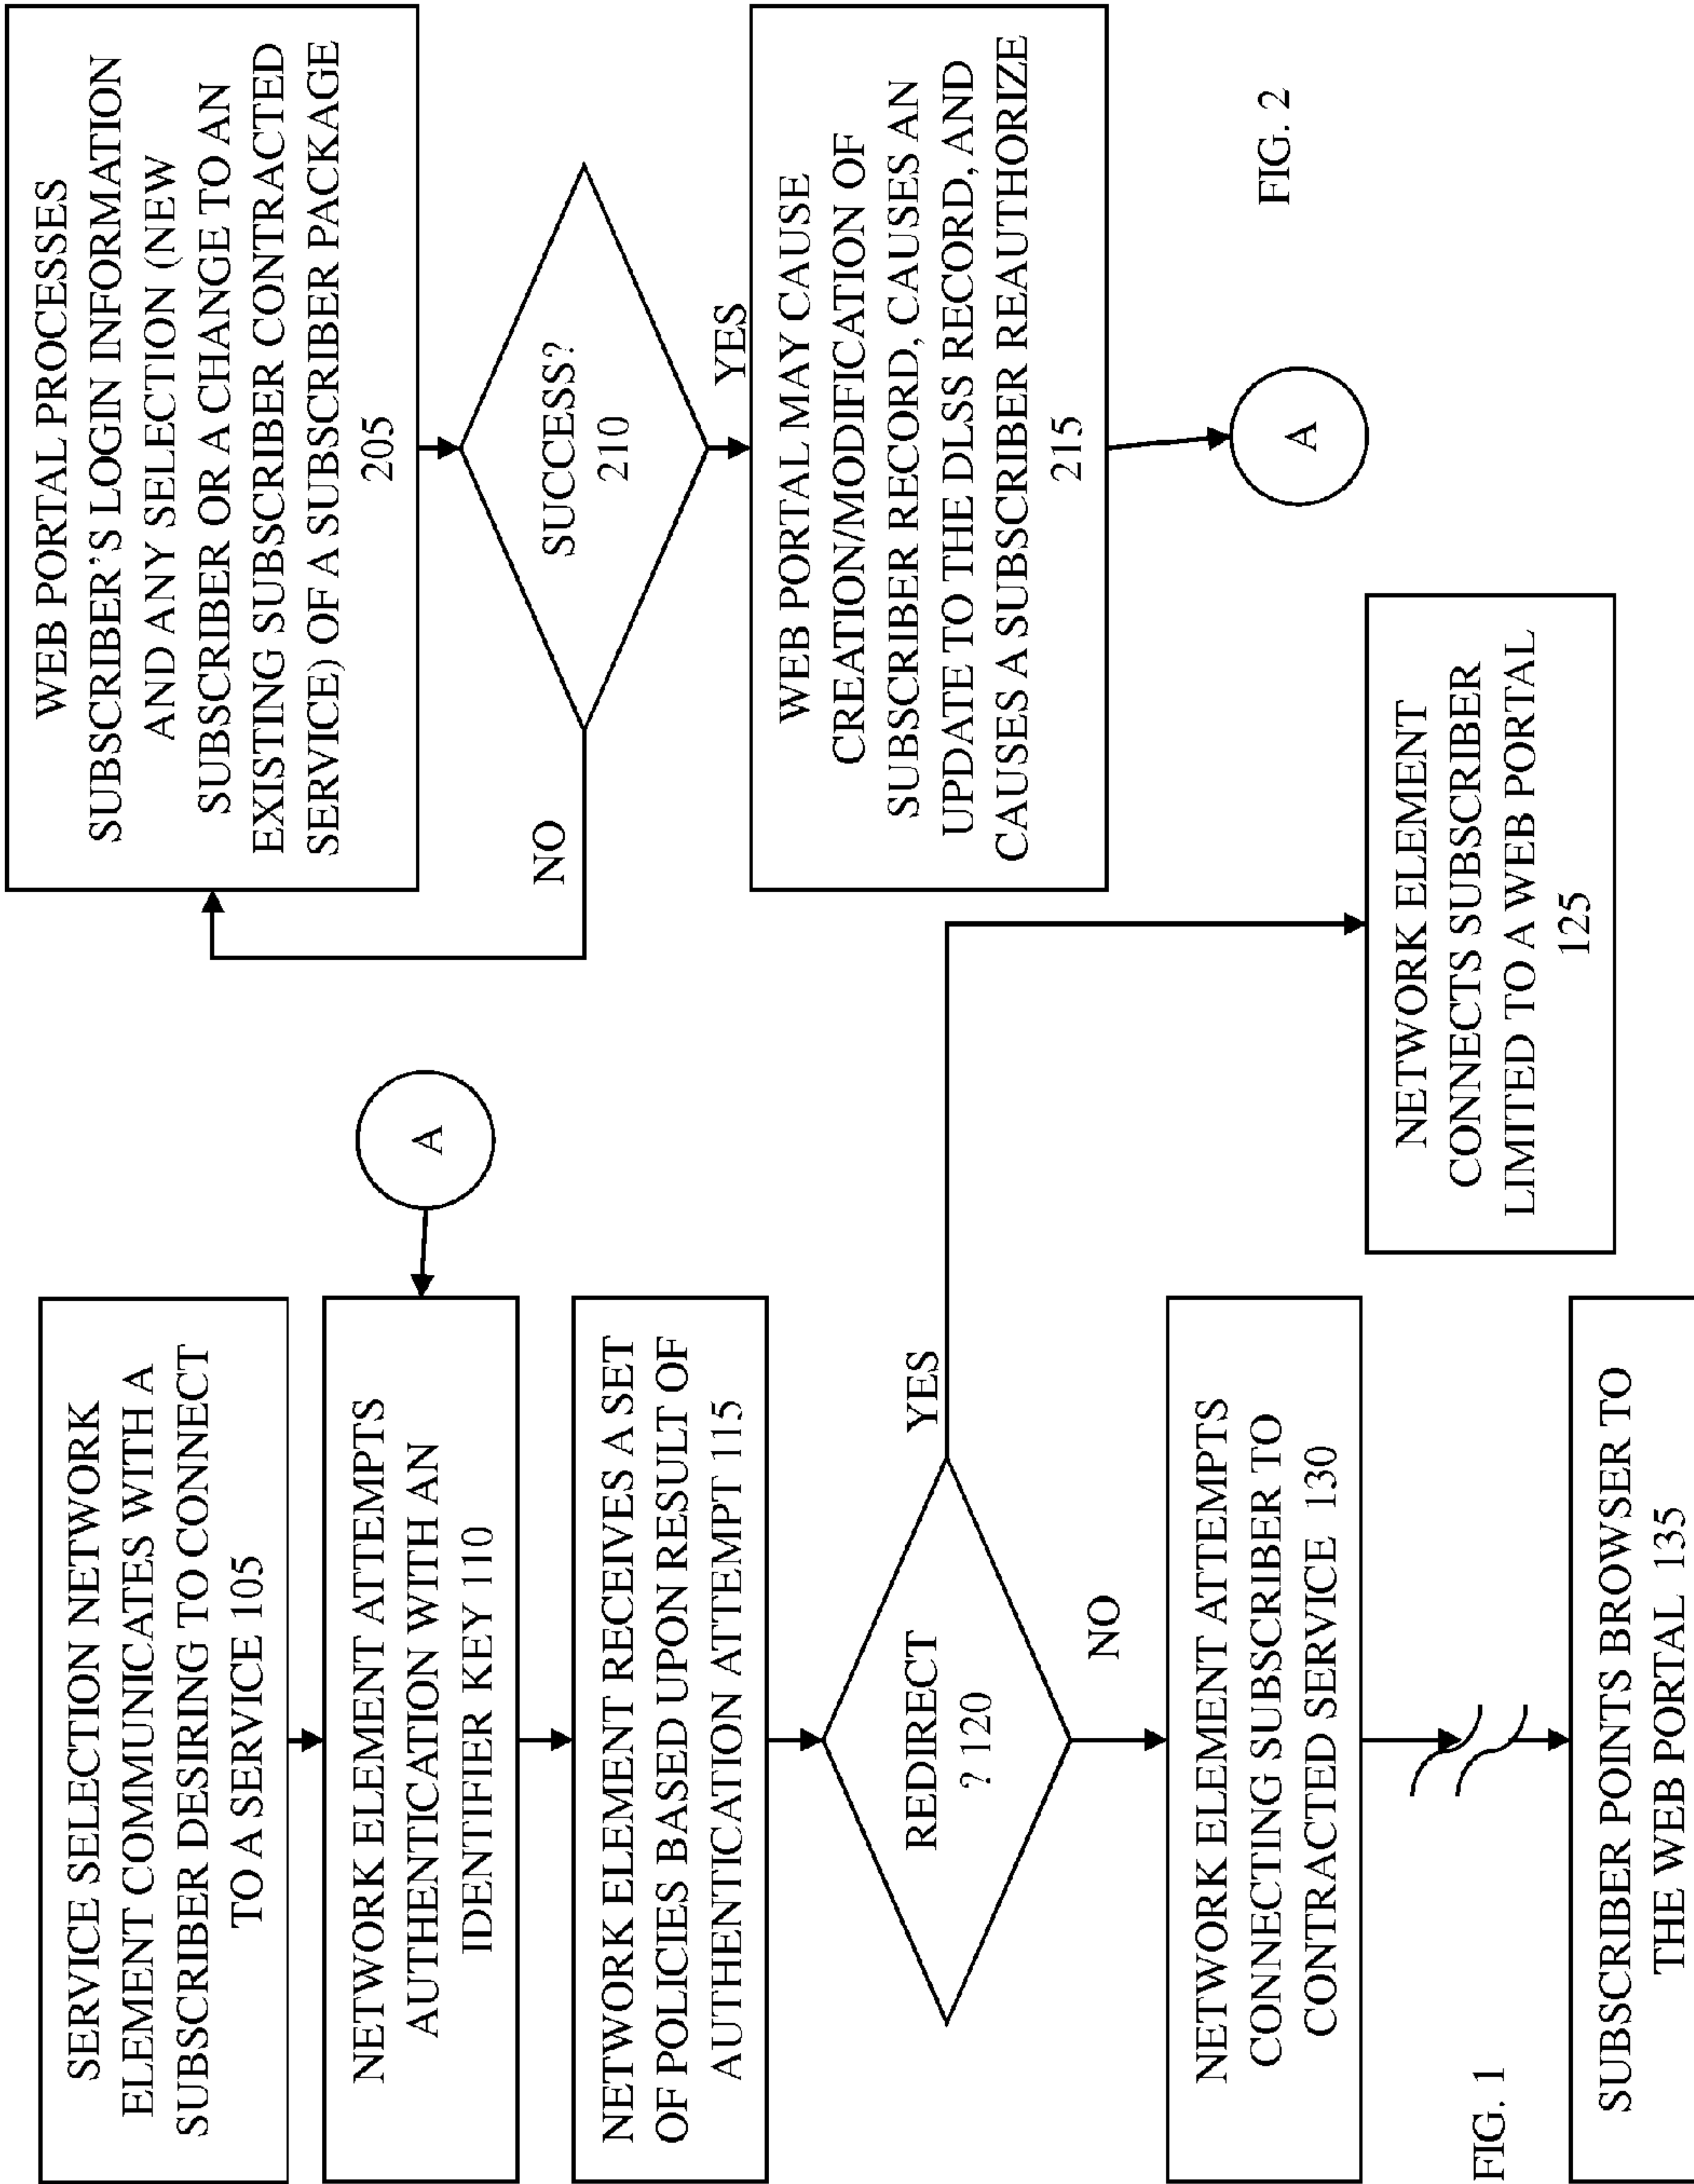 SERVICE SELECTION NETWORK
ELEMENT COMMUNICATES WITH A
SUBSCRIBER DESIRING TO CONNECT
TO A SERVICE 105
NETWORK ELEMENT ATTEMPTS
AUTHENTICATION WITH AN
IDENTIFIER KEY 110
A
NETWORK ELEMENT RECEIVES A SET
OF POLICIES BASED UPON RESULT OF
AUTHENTICATION ATTEMPT 115
REDIRECT
? 120
YES
NO
NETWORK ELEMENT ATTEMPTS
CONNECTING SUBSCRIBER TO
CONTRACTED SERVICE 130
NETWORK ELEMENT
CONNECTS SUBSCRIBER
LIMITED TO A WEB PORTAL
125
FIG. 1
SUBSCRIBER POINTS BROWSER TO
THE WEB PORTAL 135
WEB PORTAL PROCESSES
SUBSCRIBER’S LOGIN INFORMATION
AND ANY SELECTION (NEW
SUBSCRIBER OR A CHANGE TO AN
EXISTING SUBSCRIBER CONTRACTED
SERVICE) OF A SUBSCRIBER PACKAGE
205
SUCCESS?
210
NO
YES
WEB PORTAL MAY CAUSE
CREATION/MODIFICATION OF
SUBSCRIBER RECORD, CAUSES AN
UPDATE TO THE DLSS RECORD, AND
CAUSES A SUBSCRIBER REAUTHORIZE
215
A
FIG. 2